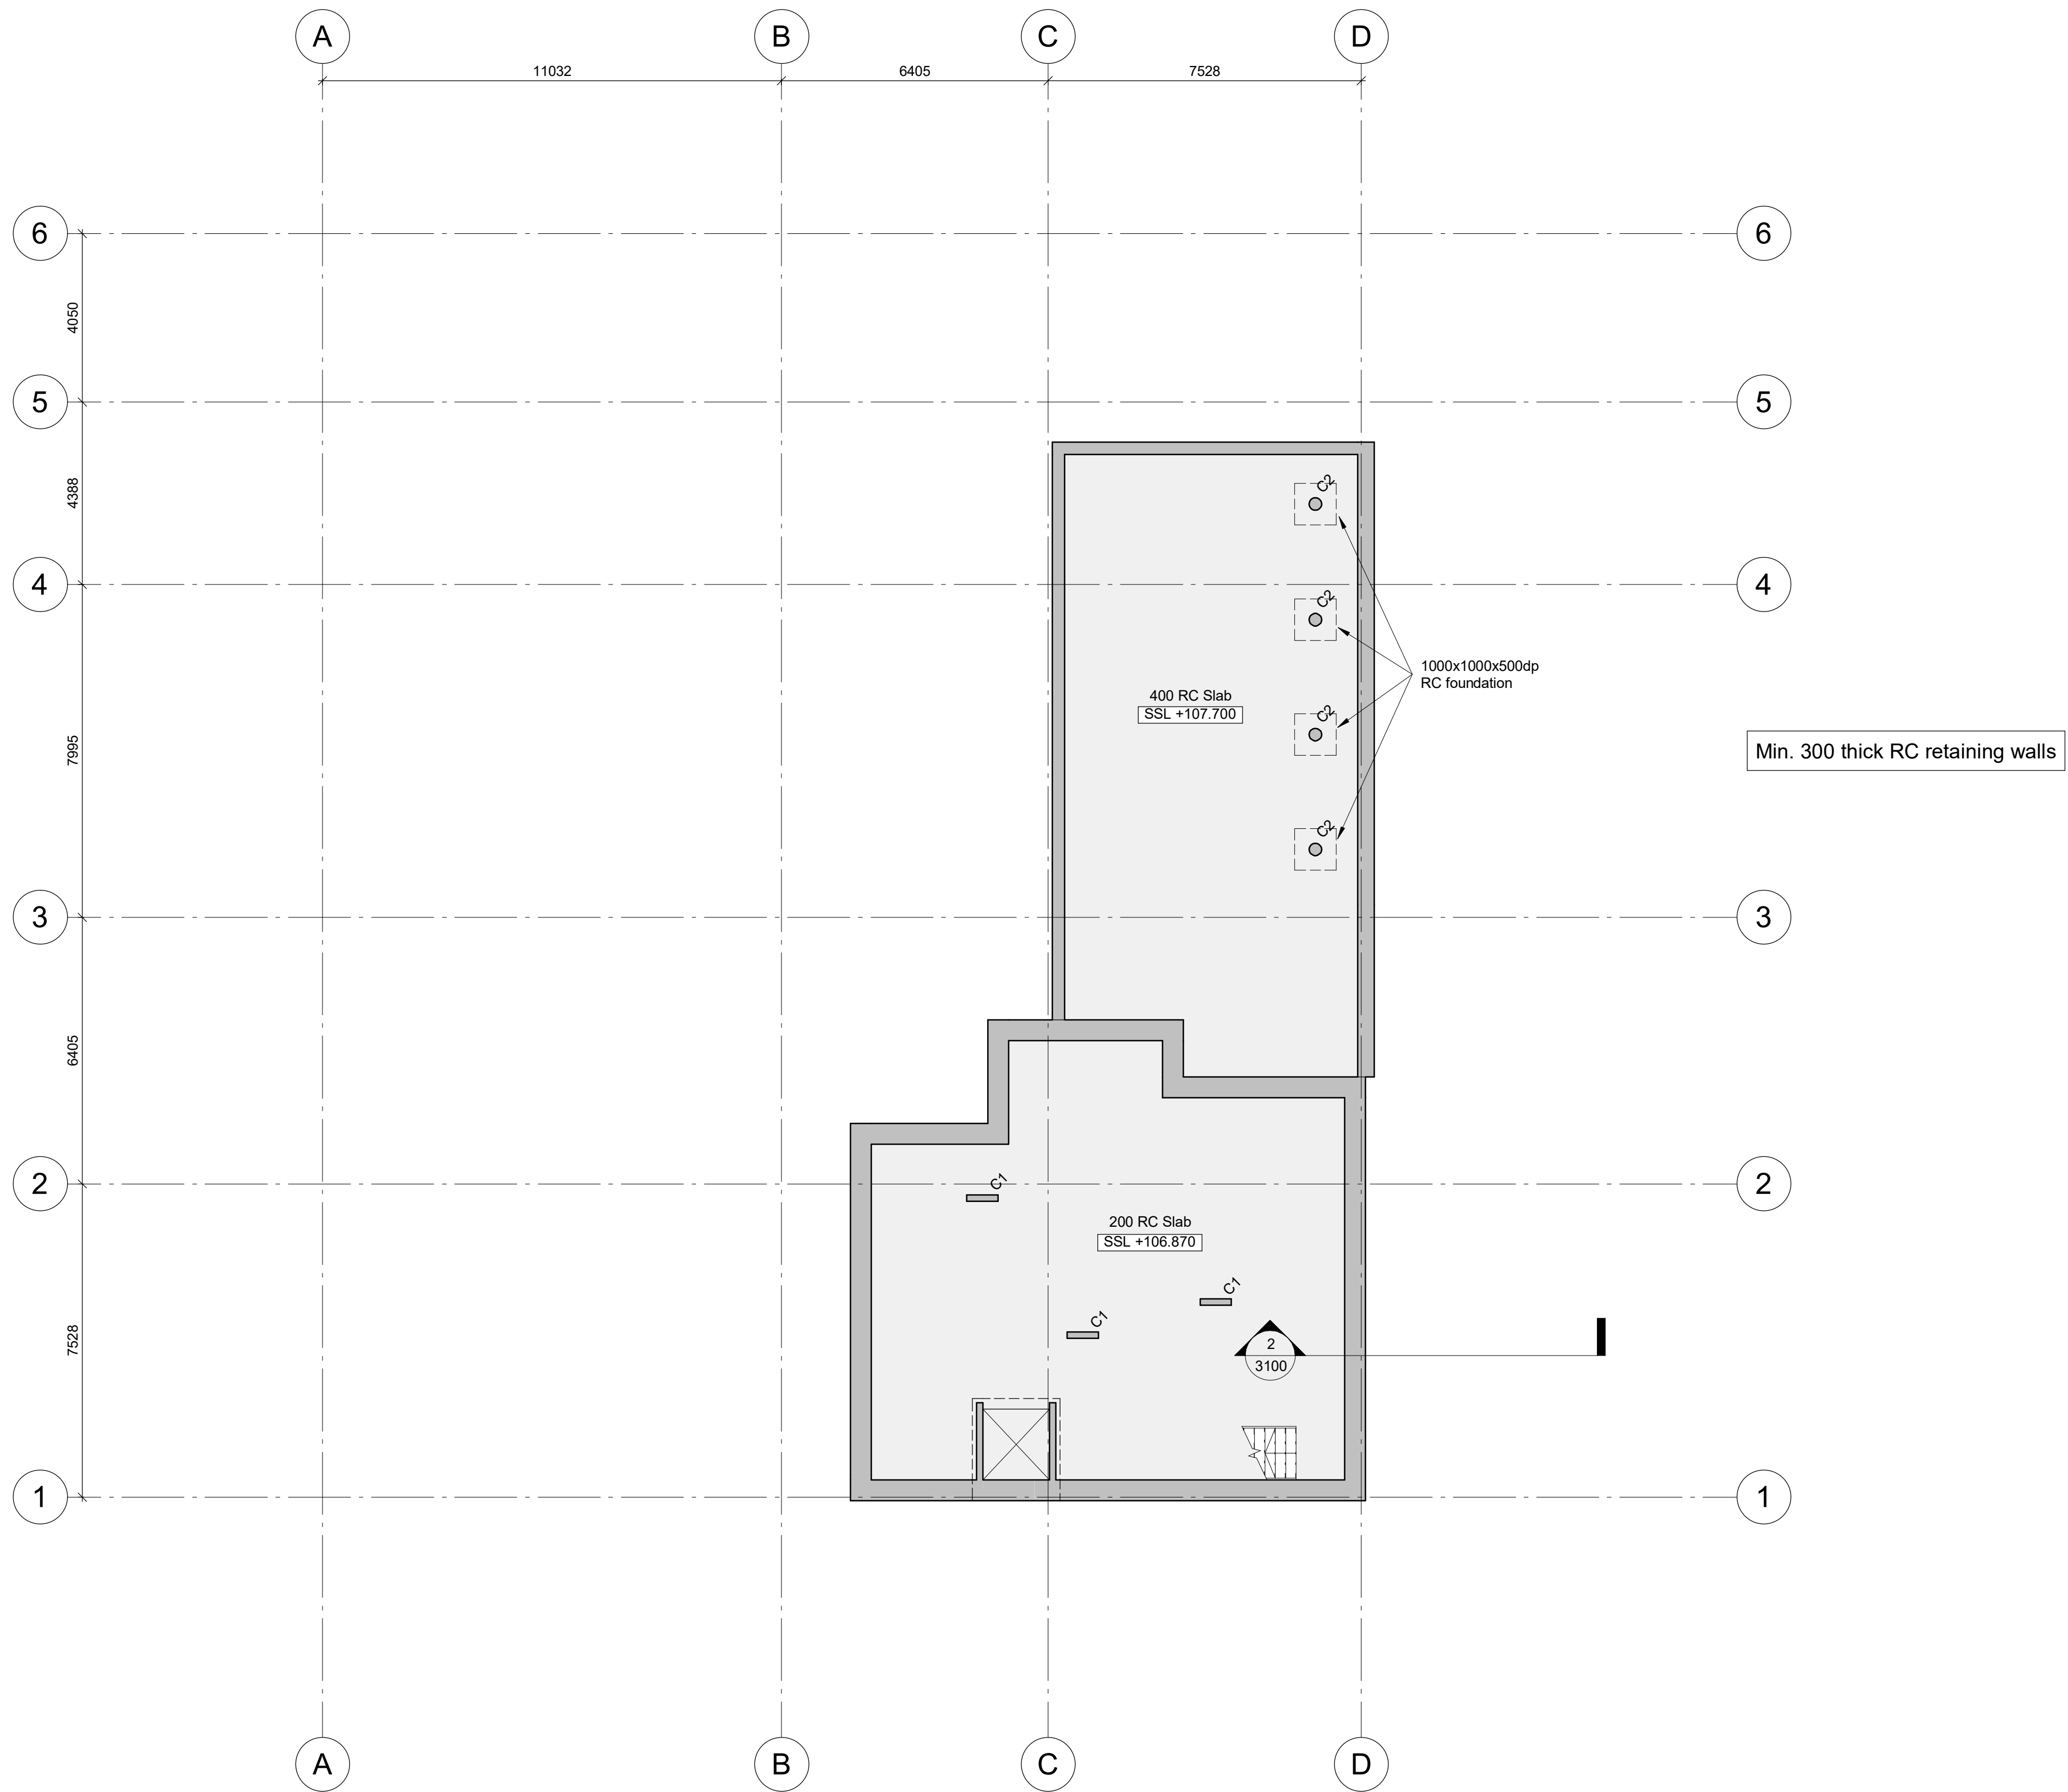 A
B
C
D
11032
6405
7528
6
6
4050
5
5
4388
C2
4
4
C2
1000x1000x500dp
RC foundation
400 RC Slab
SSL +107.700
C2
7995
Min. 300 thick RC retaining walls
C2
3
3
6405
2
2
C1
200 RC Slab
SSL +106.870
C1
C1
7528
2
3100
1
1
A
B
C
D